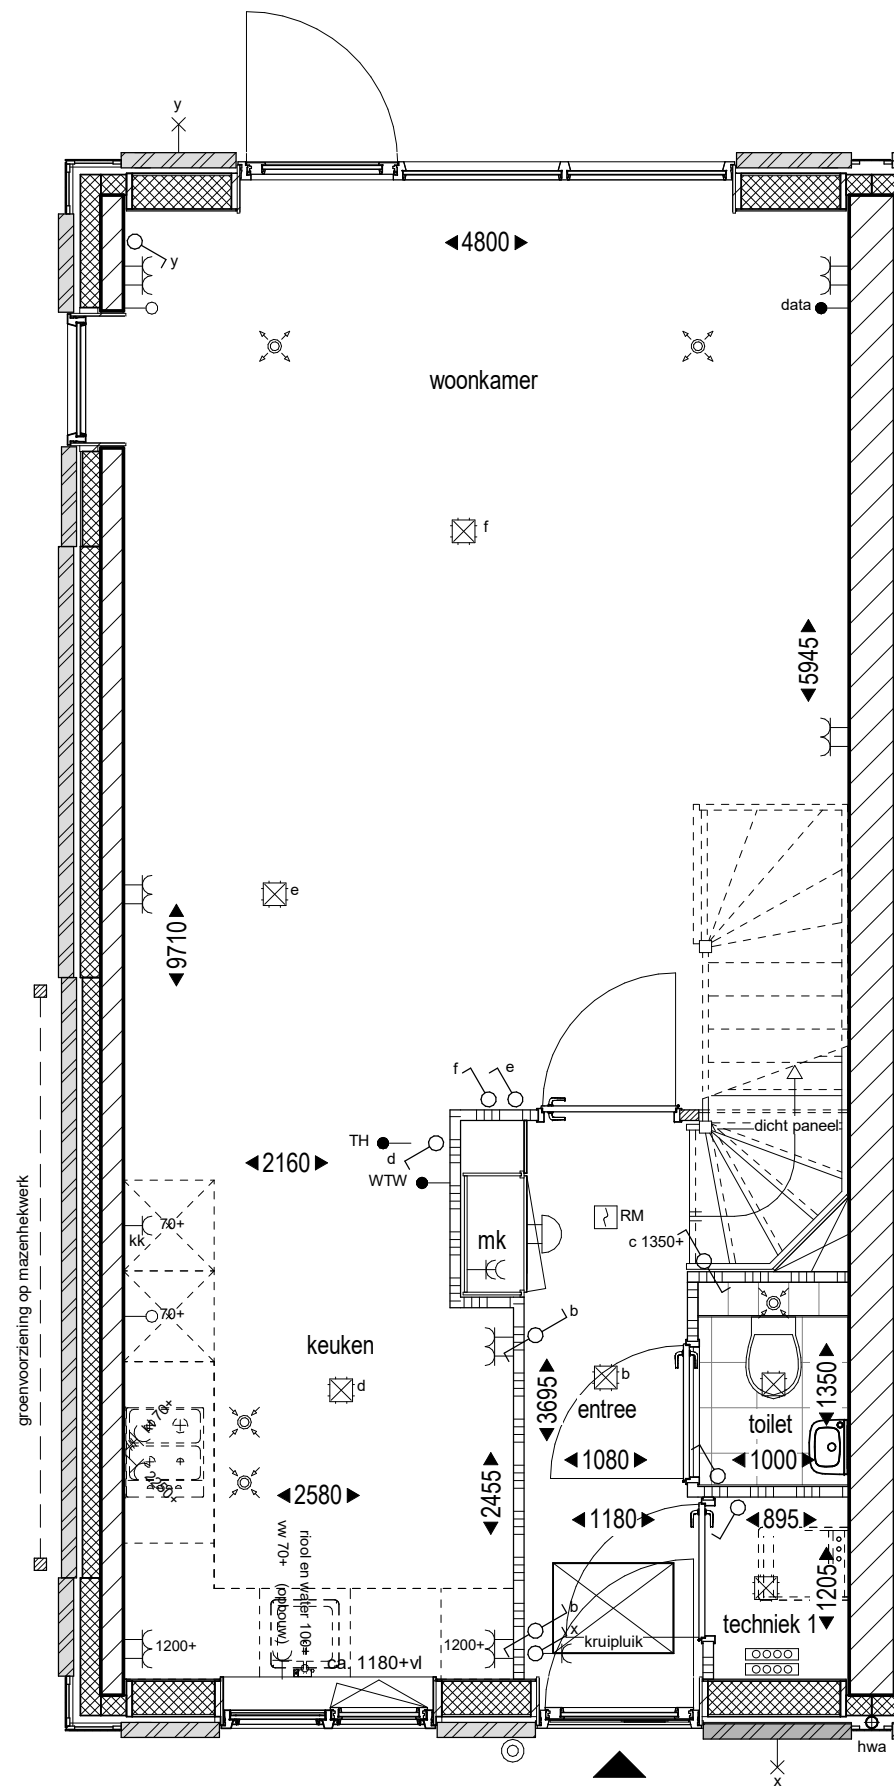 y
4800
y
data
woonkamer
f
5945
e
9710
groenvoorziening op mazenhekwerk
f
e
dicht paneel
TH
d
WTW
2160
RM
kk
70+
mk
c 1350+
70+
b
keuken
d
3695
b
entree
1350
toilet
1080
1000
2580
2455
1180
895
1205
vw 70+ (opbouw)
riool en water 100+
b
x
techniek 1
1200+
1200+
kruipluik
ca. 1180+vl
hwa
x